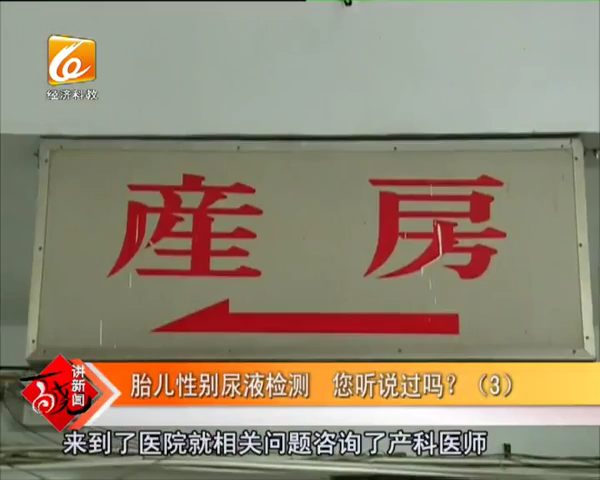 经济科教
産房
讲新闻
胎儿性别尿液检测 您听说过吗？（3）
来到了医院就相关问题咨询了产科医师